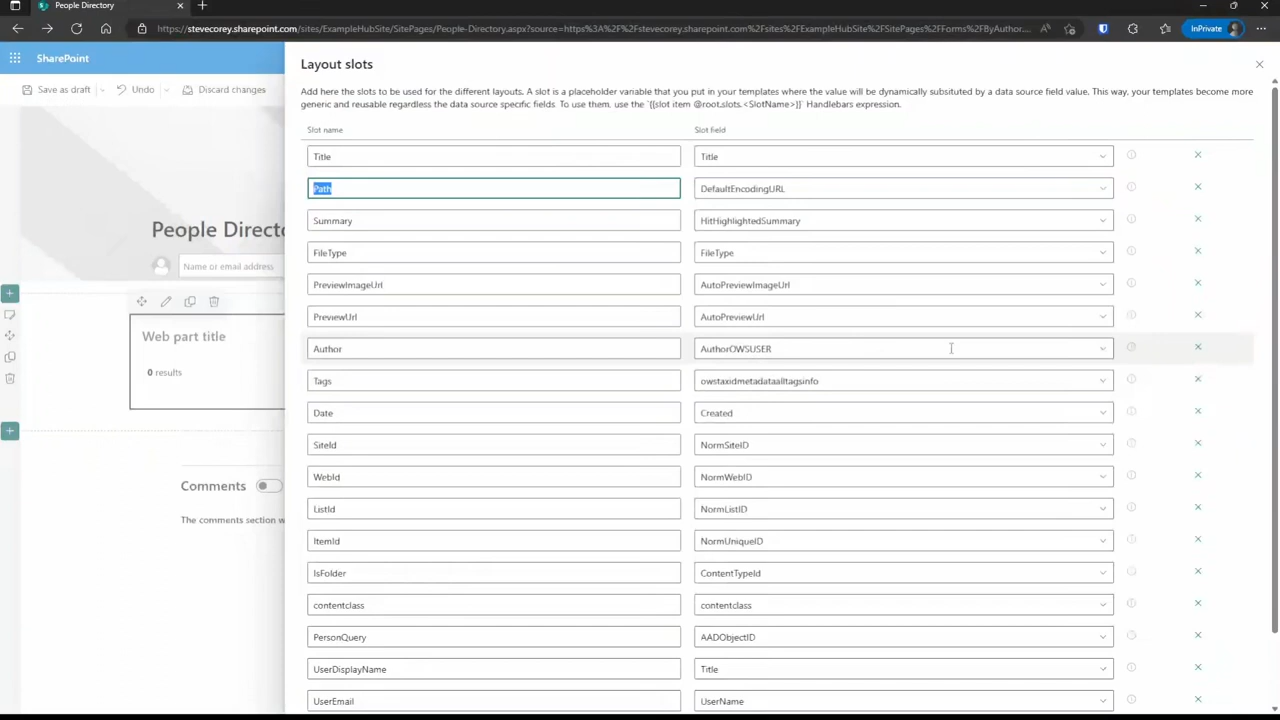 People Directory
https://stevecorey.sharepoint.com/sites/ExampleHubSite/SitePages/People-Directory.aspx?source=https%3A%2F%2Fstevecorey.sharepoint.com%2Fsites%2FExampleHubSite%2FSitePages%2FForms%2FByAuthor...
InPrivate
SharePoint
Save as draft
Undo
Discard changes
People Directo
Name or email address
Web part title
0 results
Comments
The comments section w
Layout slots
Add here the slots to be used for the different layouts. A slot is a placeholder variable that you put in your templates where the value will be dynamically subsituted by a data source field value. This way, your templates become more
generic and reusable regardless the data source specific fields. To use them, use the `{{slot item @root.slots.<SlotName>}}` Handlebars expression.
Slot name Slot field
Title Title
Path DefaultEncodingURL
Summary HitHighlightedSummary
FileType FileType
PreviewImageUrl AutoPreviewImageUrl
PreviewUrl AutoPreviewUrl
Author AuthorOWSUSER
Tags owstaxidmetadataalltagsinfo
Date Created
SiteId NormSiteID
WebId NormWebID
ListId NormListID
ItemId NormUniqueID
IsFolder ContentTypeId
contentclass contentclass
PersonQuery AADObjectID
UserDisplayName Title
UserEmail UserName